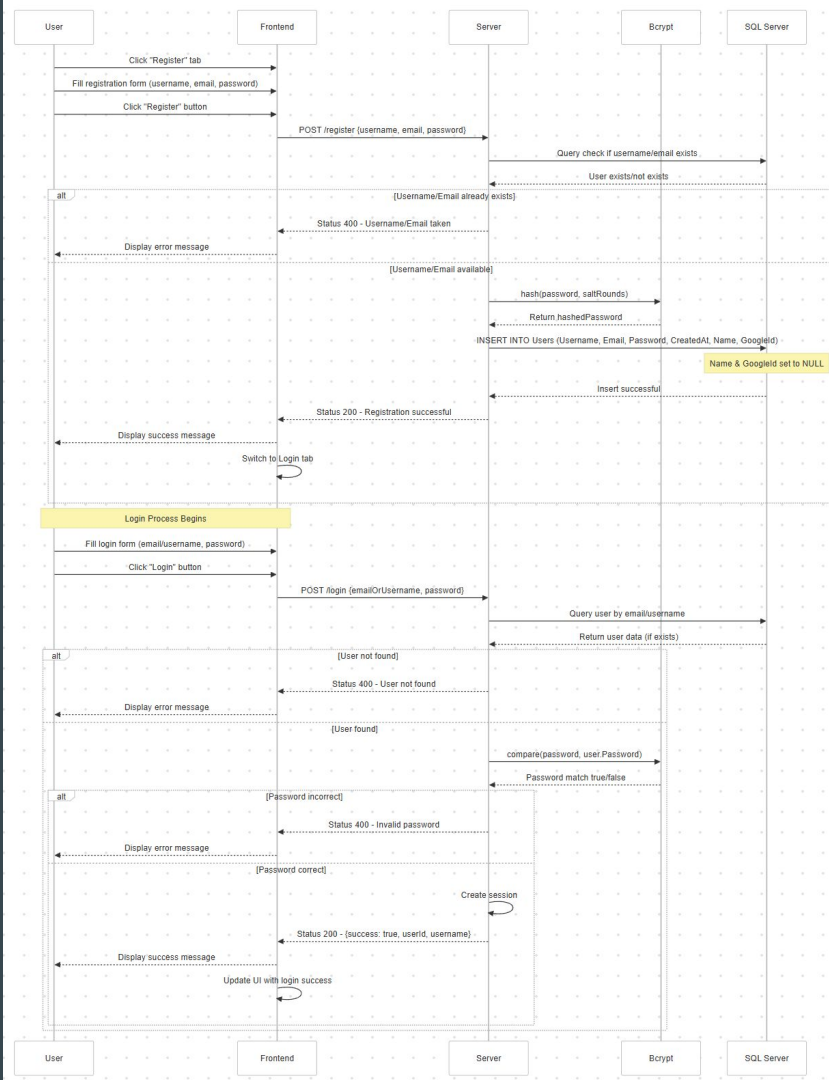 User Frontend Server Bcrypt SQL Server
Click "Register" tab
Fill registration form (username, email, password)
Click "Register" button
POST /register {username, email, password}
Query check if username/email exists
User exists/not exists
alt [Username/Email already exists]
Status 400 - Username/Email taken
Display error message
[Username/Email available]
hash(password, saltRounds)
Return hashedPassword
INSERT INTO Users (Username, Email, Password, CreatedAt, Name, GoogleId)
Name & GoogleId set to NULL
Insert successful
Status 200 - Registration successful
Display success message
Switch to Login tab
Login Process Begins
Fill login form (email/username, password)
Click "Login" button
POST /login {emailOrUsername, password}
Query user by email/username
Return user data (if exists)
alt [User not found]
Status 400 - User not found
Display error message
[User found]
compare(password, user.Password)
Password match true/false
alt [Password incorrect]
Status 400 - Invalid password
Display error message
[Password correct]
Create session
Status 200 - {success: true, userId, username}
Display success message
Update UI with login success
User Frontend Server Bcrypt SQL Server